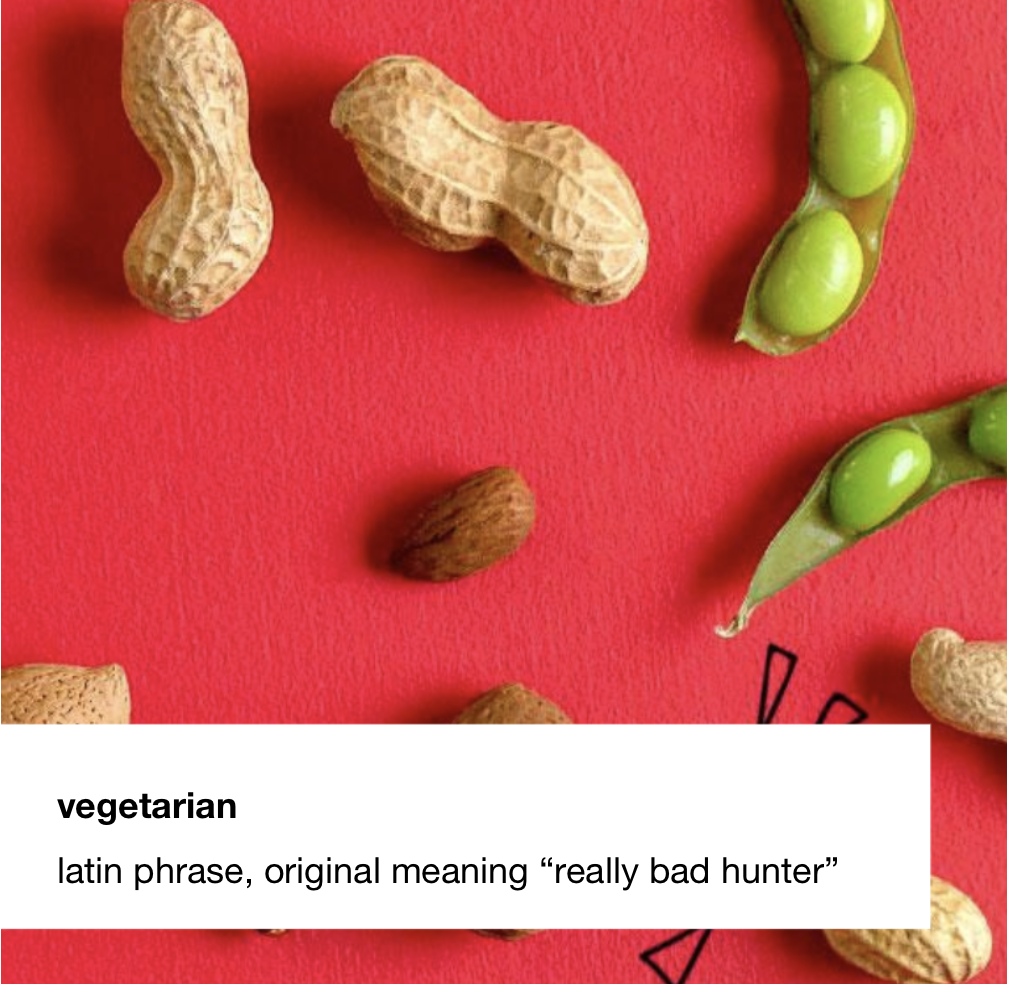 vegetarian
latin phrase, original meaning “really bad hunter”